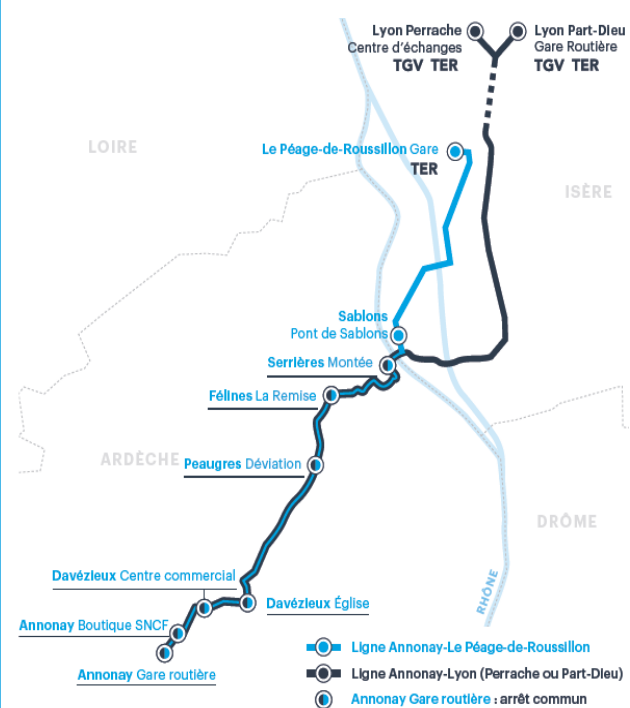 Lyon Perrache
Centre d'échanges
TGV TER
Lyon Part-Dieu
Gare Routière
TGV TER
LOIRE
Le Péage-de-Roussillon Gare
TER
ISÈRE
Sablons
Pont de Sablons
Serrières Montée
Félines La Remise
ARDÈCHE
Peaugres Déviation
DRÔME
Davézieux Centre commercial
RHÔNE
Davézieux Église
Annonay Boutique SNCF
Annonay Gare routière
Ligne Annonay-Le Péage-de-Roussillon
Ligne Annonay-Lyon (Perrache ou Part-Dieu)
Annonay Gare routière : arrêt commun